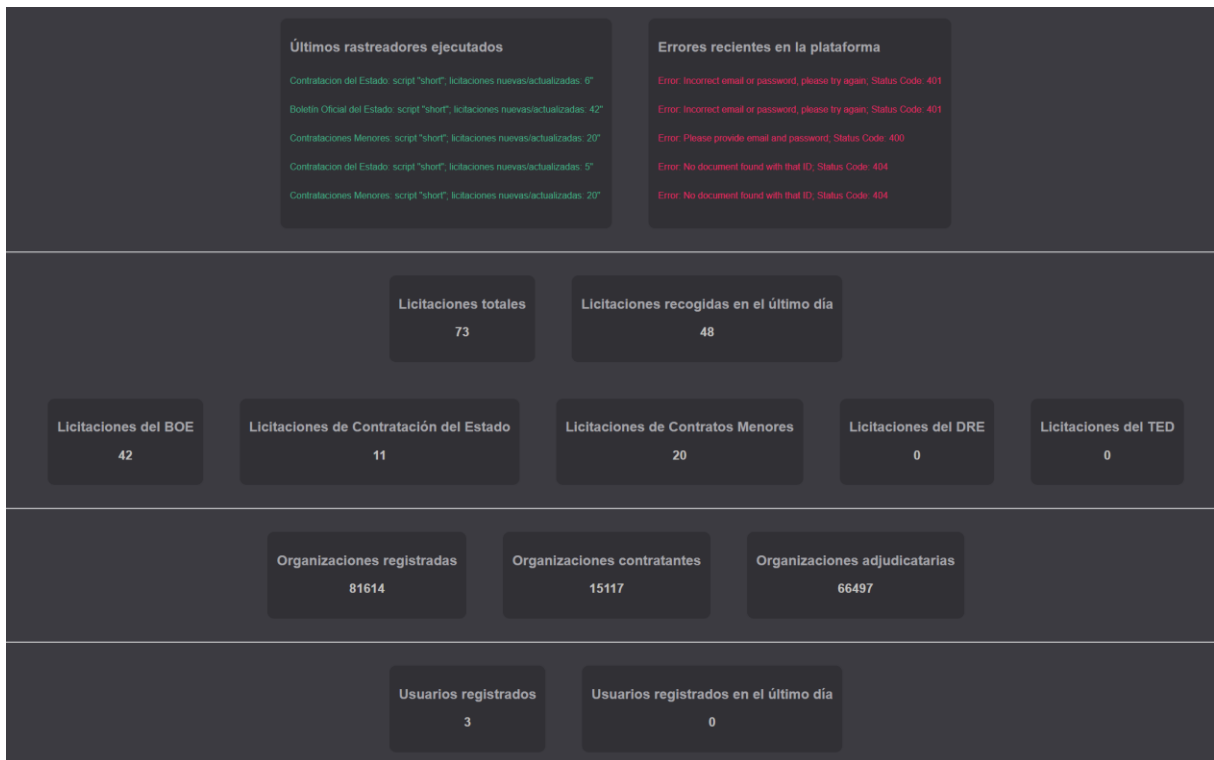 Últimos rastreadores ejecutados
Contratacion del Estado: script "short"; licitaciones nuevas/actualizadas: 6"
Boletín Oficial del Estado: script "short"; licitaciones nuevas/actualizadas: 42"
Contrataciones Menores: script "short"; licitaciones nuevas/actualizadas: 20"
Contratacion del Estado: script "short"; licitaciones nuevas/actualizadas: 5"
Contrataciones Menores: script "short"; licitaciones nuevas/actualizadas: 20"
Errores recientes en la plataforma
Error: Incorrect email or password, please try again; Status Code: 401
Error: Incorrect email or password, please try again; Status Code: 401
Error: Please provide email and password; Status Code: 400
Error: No document found with that ID; Status Code: 404
Error: No document found with that ID; Status Code: 404
Licitaciones totales
73
Licitaciones recogidas en el último día
48
Licitaciones del BOE
42
Licitaciones de Contratación del Estado
11
Licitaciones de Contratos Menores
20
Licitaciones del DRE
0
Licitaciones del TED
0
Organizaciones registradas
81614
Organizaciones contratantes
15117
Organizaciones adjudicatarias
66497
Usuarios registrados
3
Usuarios registrados en el último día
0